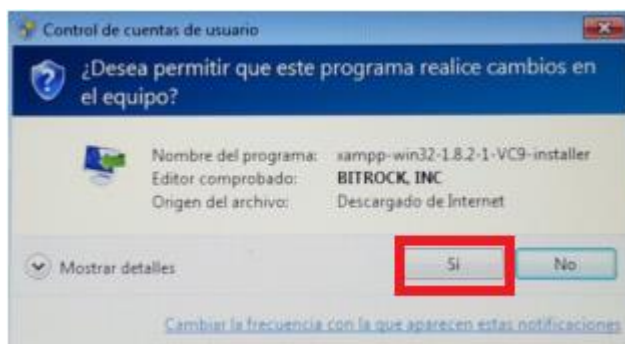 Control de cuentas de usuario
¿Desea permitir que este programa realice cambios en
el equipo?
Nombre del programa: xampp-win32-1.8.2-1-VC9-installer
Editor comprobado: BITROCK, INC
Origen del archivo: Descargado de Internet
Mostrar detalles
Sí
No
Cambiar la frecuencia con la que aparecen estas notificaciones